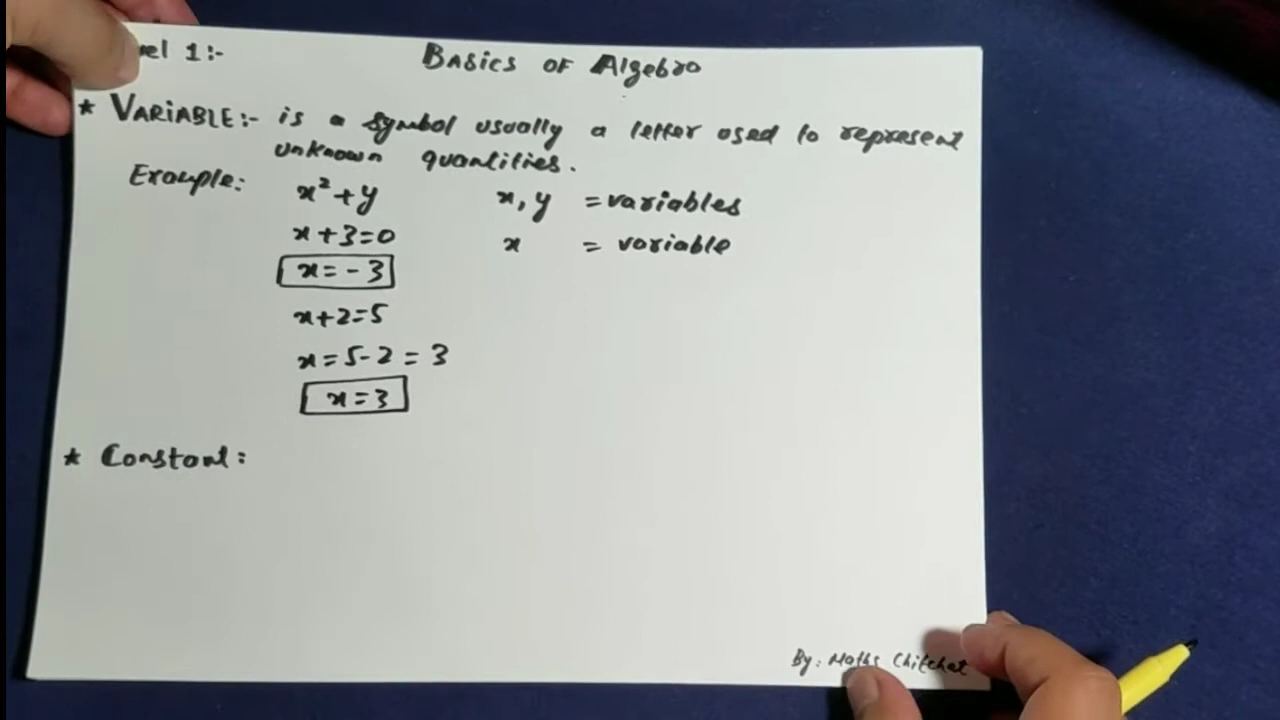 vel 1:-
Basics of Algebra
* VARiABLE:- is a symbol usually a letter used to represent
unknown quantities.
Example:
x²+y
x, y = variables
x+3=0
x = variable
x=-3
x+2=5
x=5-2=3
x=3
* Constant:
By: Maths Chitchat